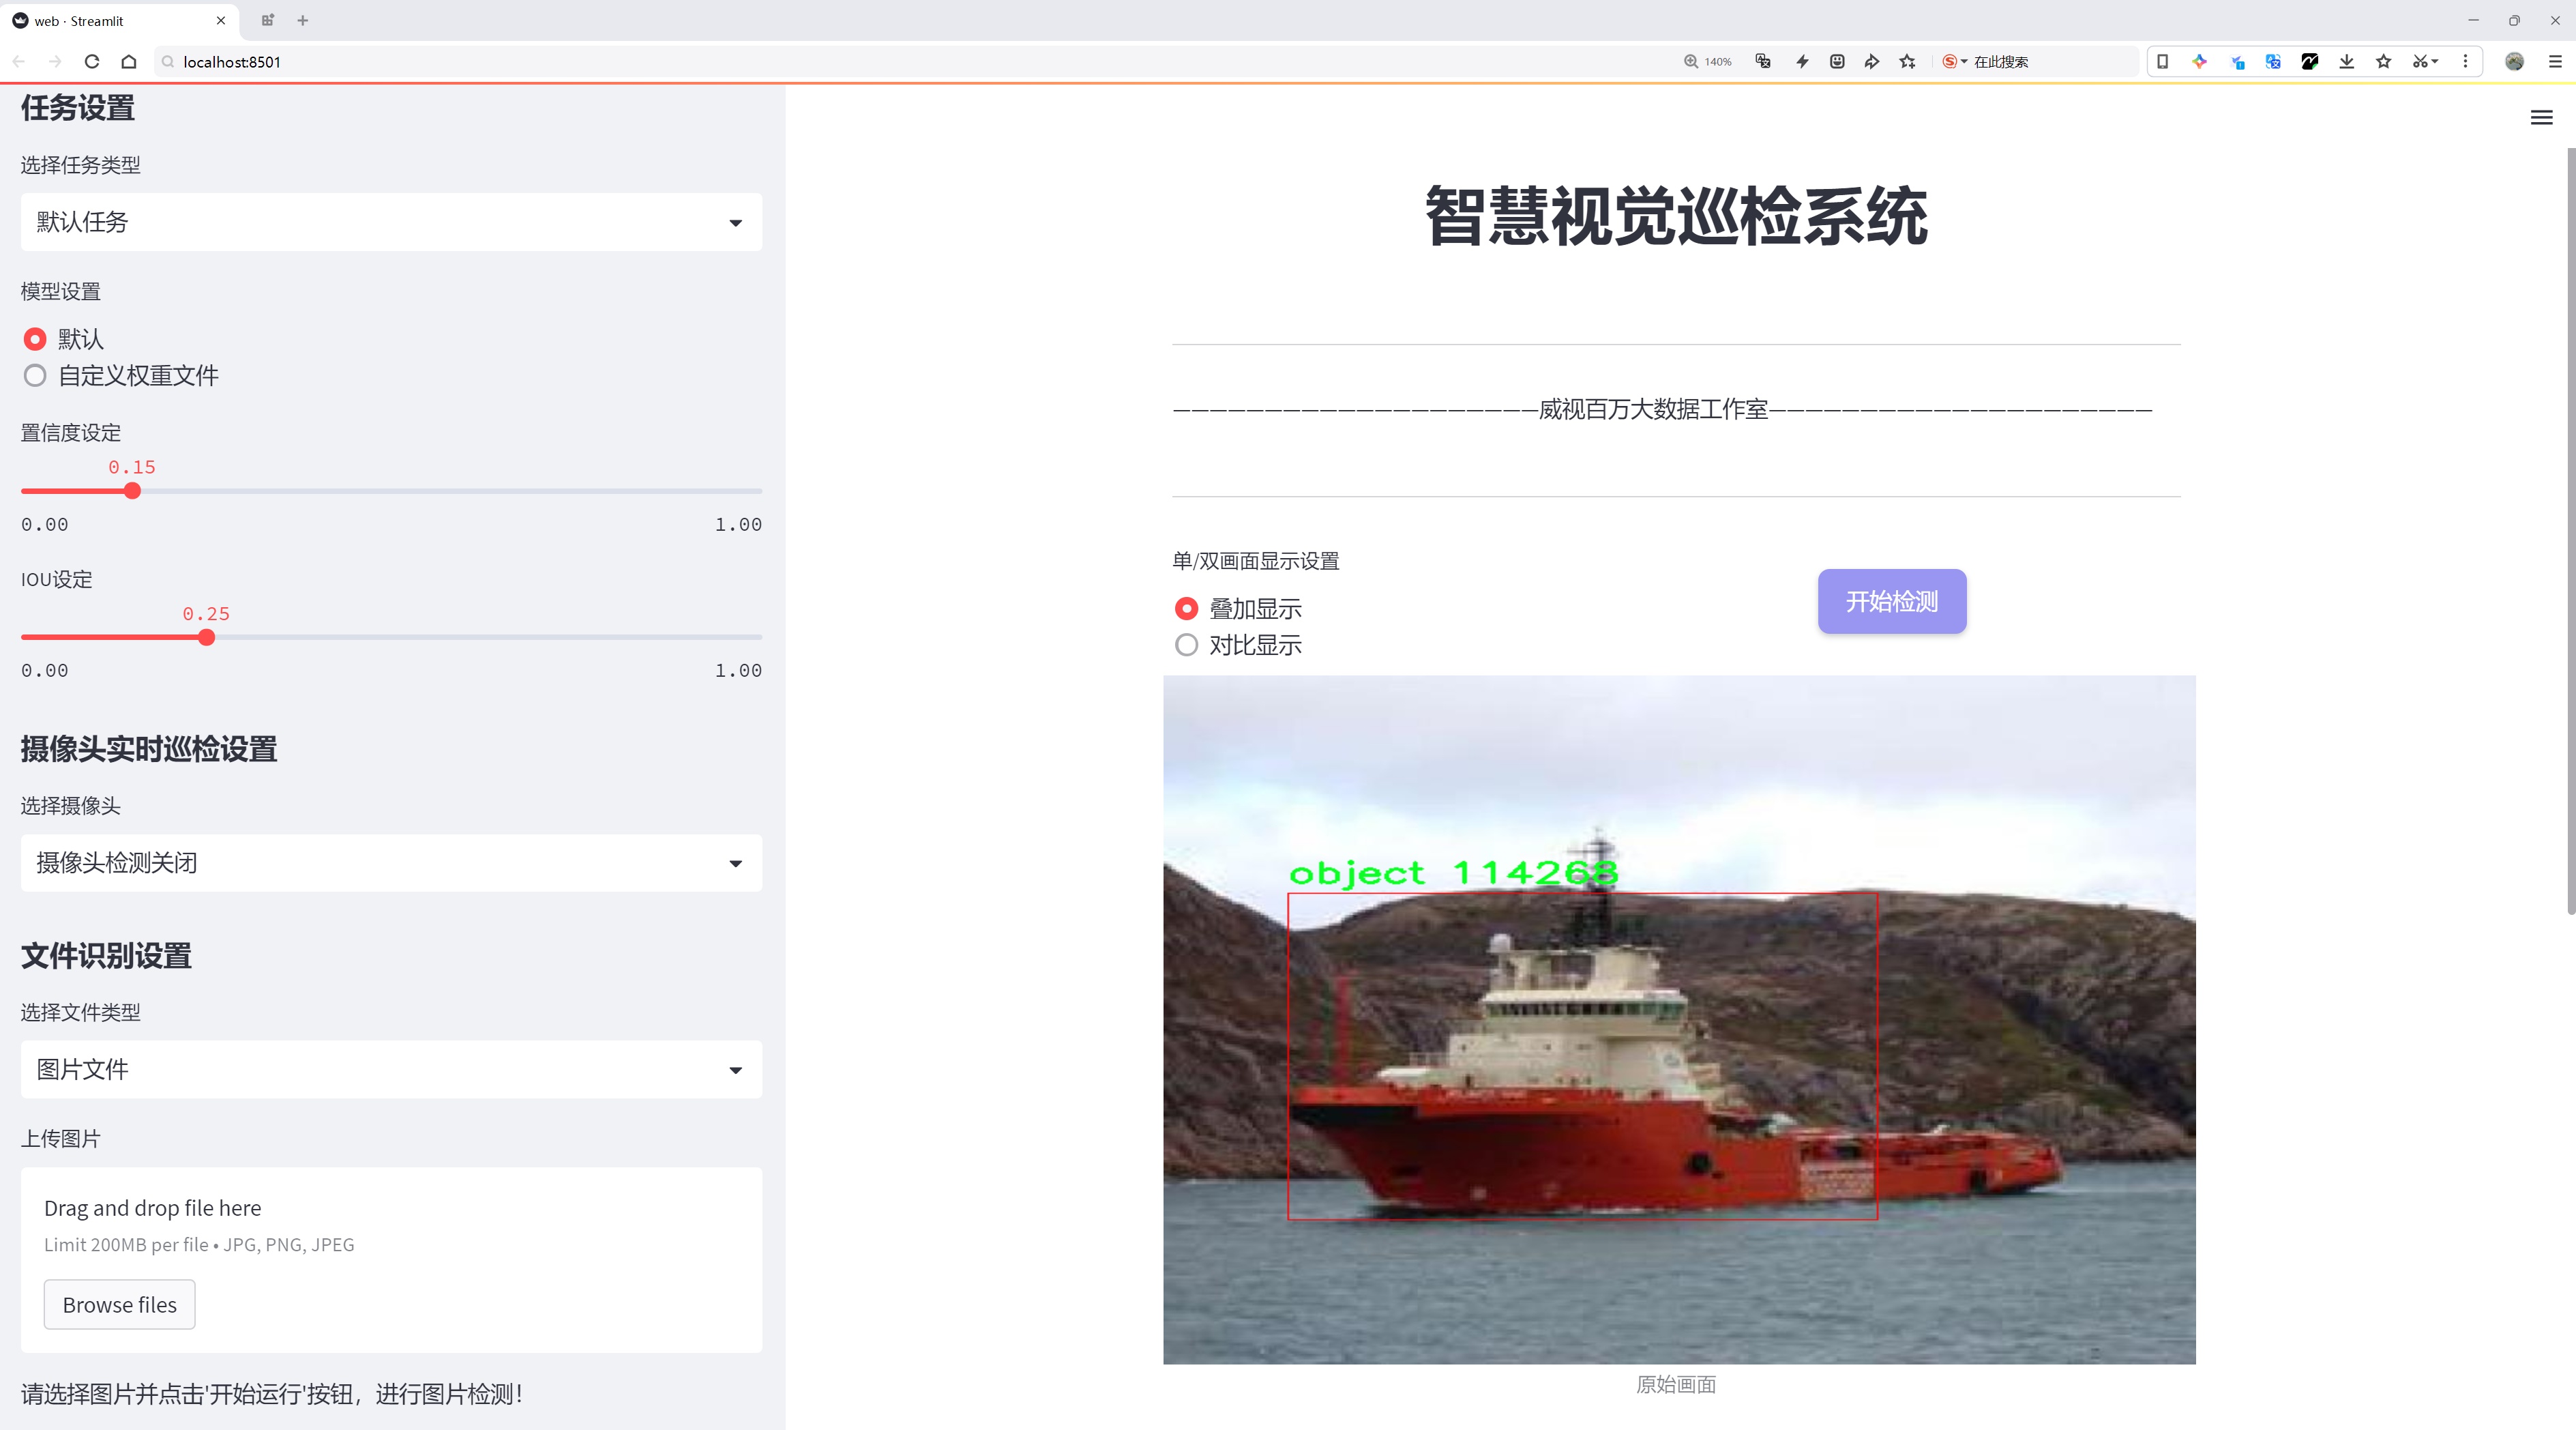 web · Streamlit
localhost:8501
140%
在此搜索
任务设置
选择任务类型
默认任务
模型设置
默认
自定义权重文件
置信度设定
0.15
0.00 1.00
IOU设定
0.25
0.00 1.00
摄像头实时巡检设置
选择摄像头
摄像头检测关闭
文件识别设置
选择文件类型
图片文件
上传图片
Drag and drop file here
Limit 200MB per file • JPG, PNG, JPEG
Browse files
请选择图片并点击'开始运行'按钮，进行图片检测！
智慧视觉巡检系统
————————————————————威视百万大数据工作室—————————————————————
单/双画面显示设置
叠加显示
对比显示
开始检测
object 114268
原始画面